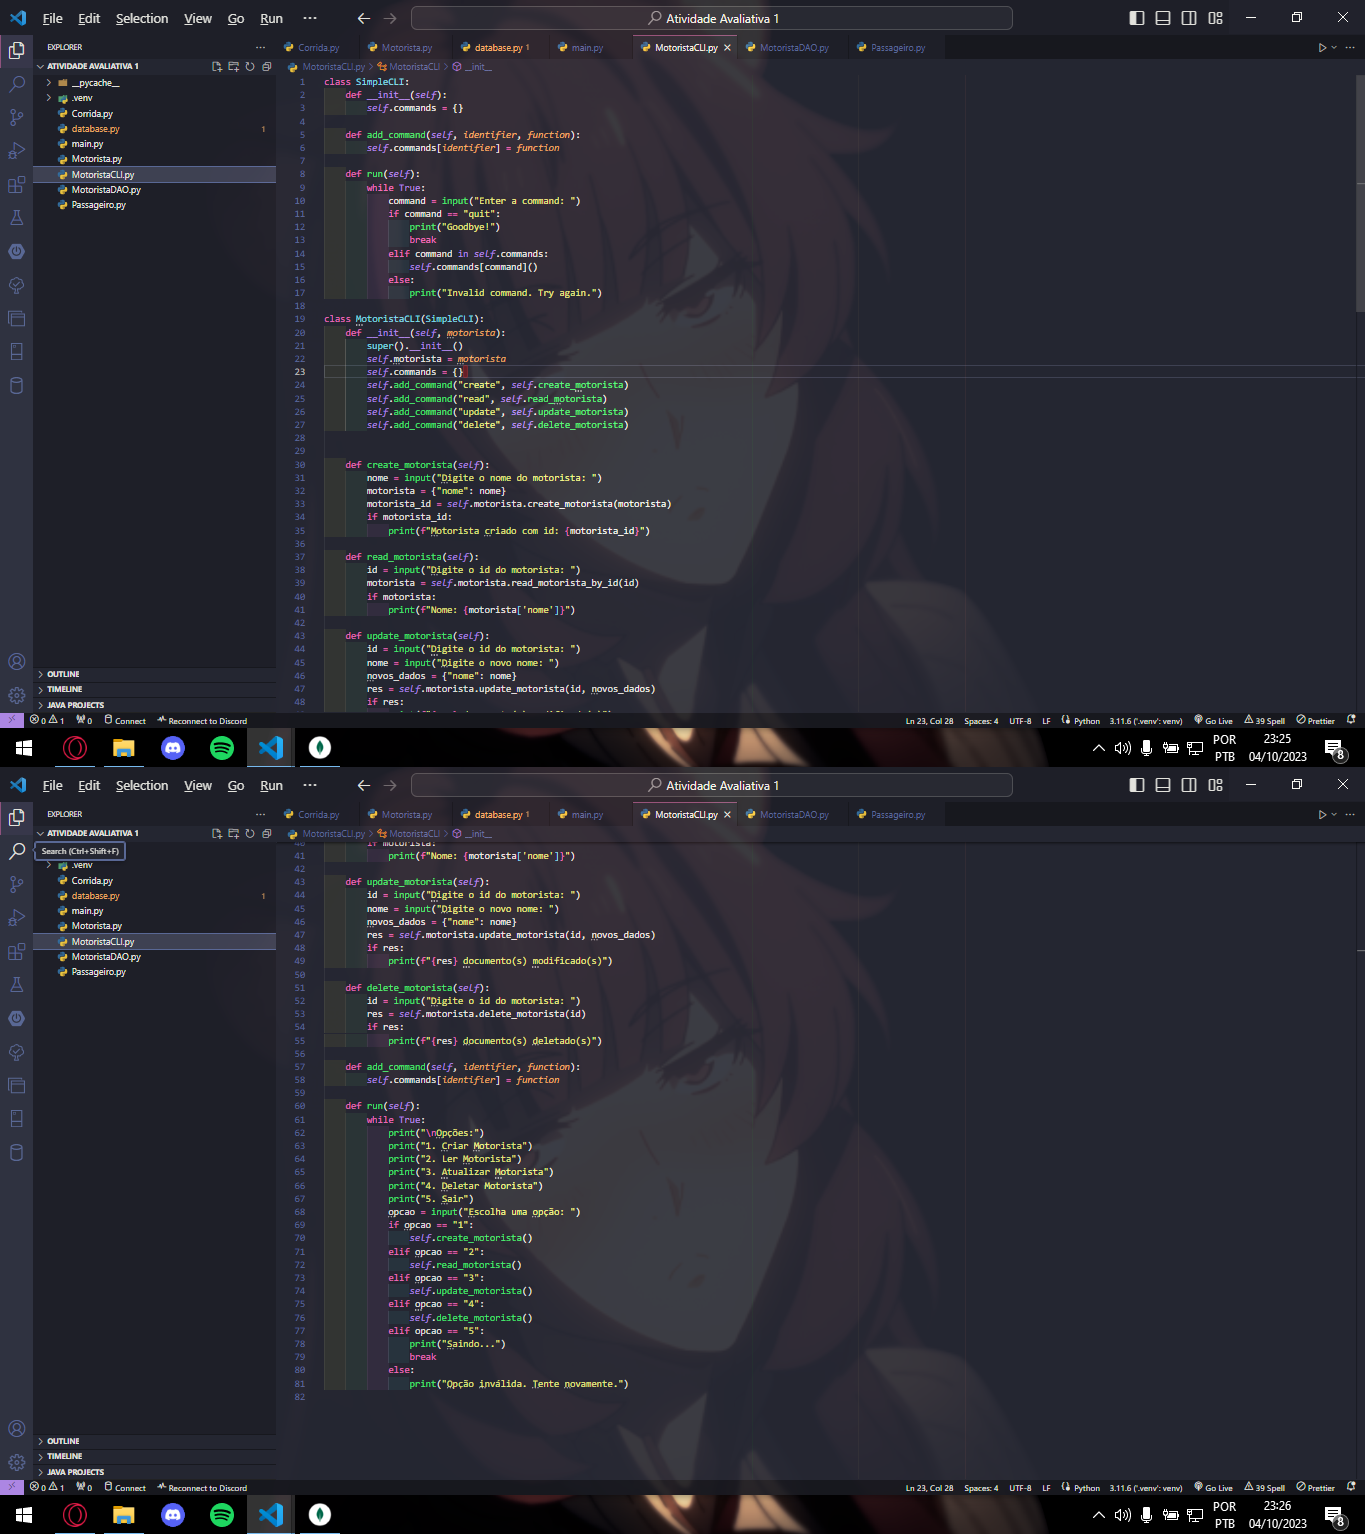 File Edit Selection View Go Run ··· Atividade Avaliativa 1
EXPLORER ···
Corrida.py Motorista.py database.py 1 main.py MotoristaCLI.py MotoristaDAO.py Passageiro.py
ATIVIDADE AVALIATIVA 1
MotoristaCLI.py > MotoristaCLI > __init__
__pycache__
.venv
Corrida.py
database.py 1
main.py
Motorista.py
MotoristaCLI.py
MotoristaDAO.py
Passageiro.py
OUTLINE
TIMELINE
JAVA PROJECTS
1 class SimpleCLI:
2 def __init__(self):
3 self.commands = {}
4
5 def add_command(self, identifier, function):
6 self.commands[identifier] = function
7
8 def run(self):
9 while True:
10 command = input("Enter a command: ")
11 if command == "quit":
12 print("Goodbye!")
13 break
14 elif command in self.commands:
15 self.commands[command]()
16 else:
17 print("Invalid command. Try again.")
18
19 class MotoristaCLI(SimpleCLI):
20 def __init__(self, motorista):
21 super().__init__()
22 self.motorista = motorista
23 self.commands = {}
24 self.add_command("create", self.create_motorista)
25 self.add_command("read", self.read_motorista)
26 self.add_command("update", self.update_motorista)
27 self.add_command("delete", self.delete_motorista)
28
29
30 def create_motorista(self):
31 nome = input("Digite o nome do motorista: ")
32 motorista = {"nome": nome}
33 motorista_id = self.motorista.create_motorista(motorista)
34 if motorista_id:
35 print(f"Motorista criado com id: {motorista_id}")
36
37 def read_motorista(self):
38 id = input("Digite o id do motorista: ")
39 motorista = self.motorista.read_motorista_by_id(id)
40 if motorista:
41 print(f"Nome: {motorista['nome']}")
42
43 def update_motorista(self):
44 id = input("Digite o id do motorista: ")
45 nome = input("Digite o novo nome: ")
46 novos_dados = {"nome": nome}
47 res = self.motorista.update_motorista(id, novos_dados)
48 if res:
0 1 0 Connect Reconnect to Discord Ln 23, Col 28 Spaces: 4 UTF-8 LF Python 3.11.6 ('.venv': venv) Go Live 39 Spell Prettier
POR PTB 23:25 04/10/2023 8
File Edit Selection View Go Run ··· Atividade Avaliativa 1
EXPLORER ···
Corrida.py Motorista.py database.py 1 main.py MotoristaCLI.py MotoristaDAO.py Passageiro.py
ATIVIDADE AVALIATIVA 1
MotoristaCLI.py > MotoristaCLI > __init__
Search (Ctrl+Shift+F)
.venv
Corrida.py
database.py 1
main.py
Motorista.py
MotoristaCLI.py
MotoristaDAO.py
Passageiro.py
OUTLINE
TIMELINE
JAVA PROJECTS
40 if motorista:
41 print(f"Nome: {motorista['nome']}")
42
43 def update_motorista(self):
44 id = input("Digite o id do motorista: ")
45 nome = input("Digite o novo nome: ")
46 novos_dados = {"nome": nome}
47 res = self.motorista.update_motorista(id, novos_dados)
48 if res:
49 print(f"{res} documento(s) modificado(s)")
50
51 def delete_motorista(self):
52 id = input("Digite o id do motorista: ")
53 res = self.motorista.delete_motorista(id)
54 if res:
55 print(f"{res} documento(s) deletado(s)")
56
57 def add_command(self, identifier, function):
58 self.commands[identifier] = function
59
60 def run(self):
61 while True:
62 print("\nOpções:")
63 print("1. Criar Motorista")
64 print("2. Ler Motorista")
65 print("3. Atualizar Motorista")
66 print("4. Deletar Motorista")
67 print("5. Sair")
68 opcao = input("Escolha uma opção: ")
69 if opcao == "1":
70 self.create_motorista()
71 elif opcao == "2":
72 self.read_motorista()
73 elif opcao == "3":
74 self.update_motorista()
75 elif opcao == "4":
76 self.delete_motorista()
77 elif opcao == "5":
78 print("Saindo...")
79 break
80 else:
81 print("Opção inválida. Tente novamente.")
82
0 1 0 Connect Reconnect to Discord Ln 23, Col 28 Spaces: 4 UTF-8 LF Python 3.11.6 ('.venv': venv) Go Live 39 Spell Prettier
POR PTB 23:26 04/10/2023 8